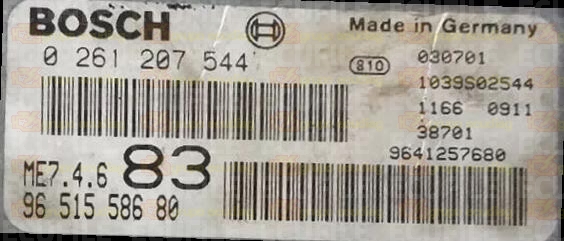 BOSCH
Made in Germany
0 261 207 544
810
030701
1039S02544
1166 0911
38701
9641257680
ME7.4.6 83
96 515 586 80